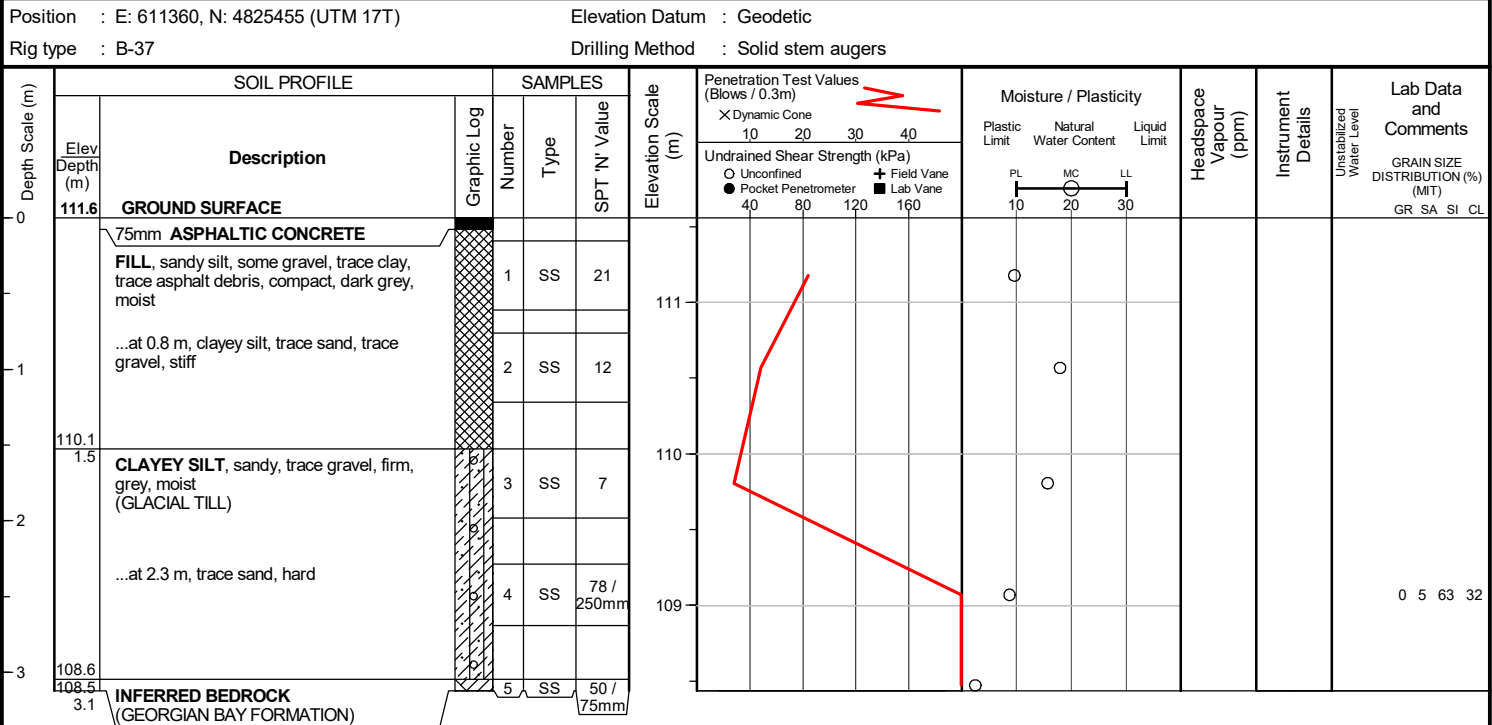 Position : E: 611360, N: 4825455 (UTM 17T) Elevation Datum : Geodetic
Rig type : B-37 Drilling Method : Solid stem augers
Depth Scale (m)
SOIL PROFILE
Elev
Depth
(m)
Description
Graphic Log
SAMPLES
Number
Type
SPT 'N' Value
Elevation Scale
(m)
Penetration Test Values
(Blows / 0.3m)
× Dynamic Cone
10 20 30 40
Undrained Shear Strength (kPa)
Unconfined + Field Vane
Pocket Penetrometer Lab Vane
40 80 120 160
Moisture / Plasticity
Plastic Limit
Natural Water Content
Liquid Limit
PL MC LL
10 20 30
Headspace
Vapour
(ppm)
Instrument
Details
Unstabilized
Water Level
Lab Data
and
Comments
GRAIN SIZE
DISTRIBUTION (%)
(MIT)
GR SA SI CL
0
111.6 GROUND SURFACE
75mm ASPHALTIC CONCRETE
FILL, sandy silt, some gravel, trace clay,
trace asphalt debris, compact, dark grey,
moist
1 SS 21
111
...at 0.8 m, clayey silt, trace sand, trace
gravel, stiff
1
2 SS 12
110.1
1.5
110
CLAYEY SILT, sandy, trace gravel, firm,
grey, moist
(GLACIAL TILL)
3 SS 7
2
...at 2.3 m, trace sand, hard
4 SS 78 /
250mm
109
0 5 63 32
3
108.6
108.5
3.1
INFERRED BEDROCK
(GEORGIAN BAY FORMATION)
5 SS 50 /
75mm